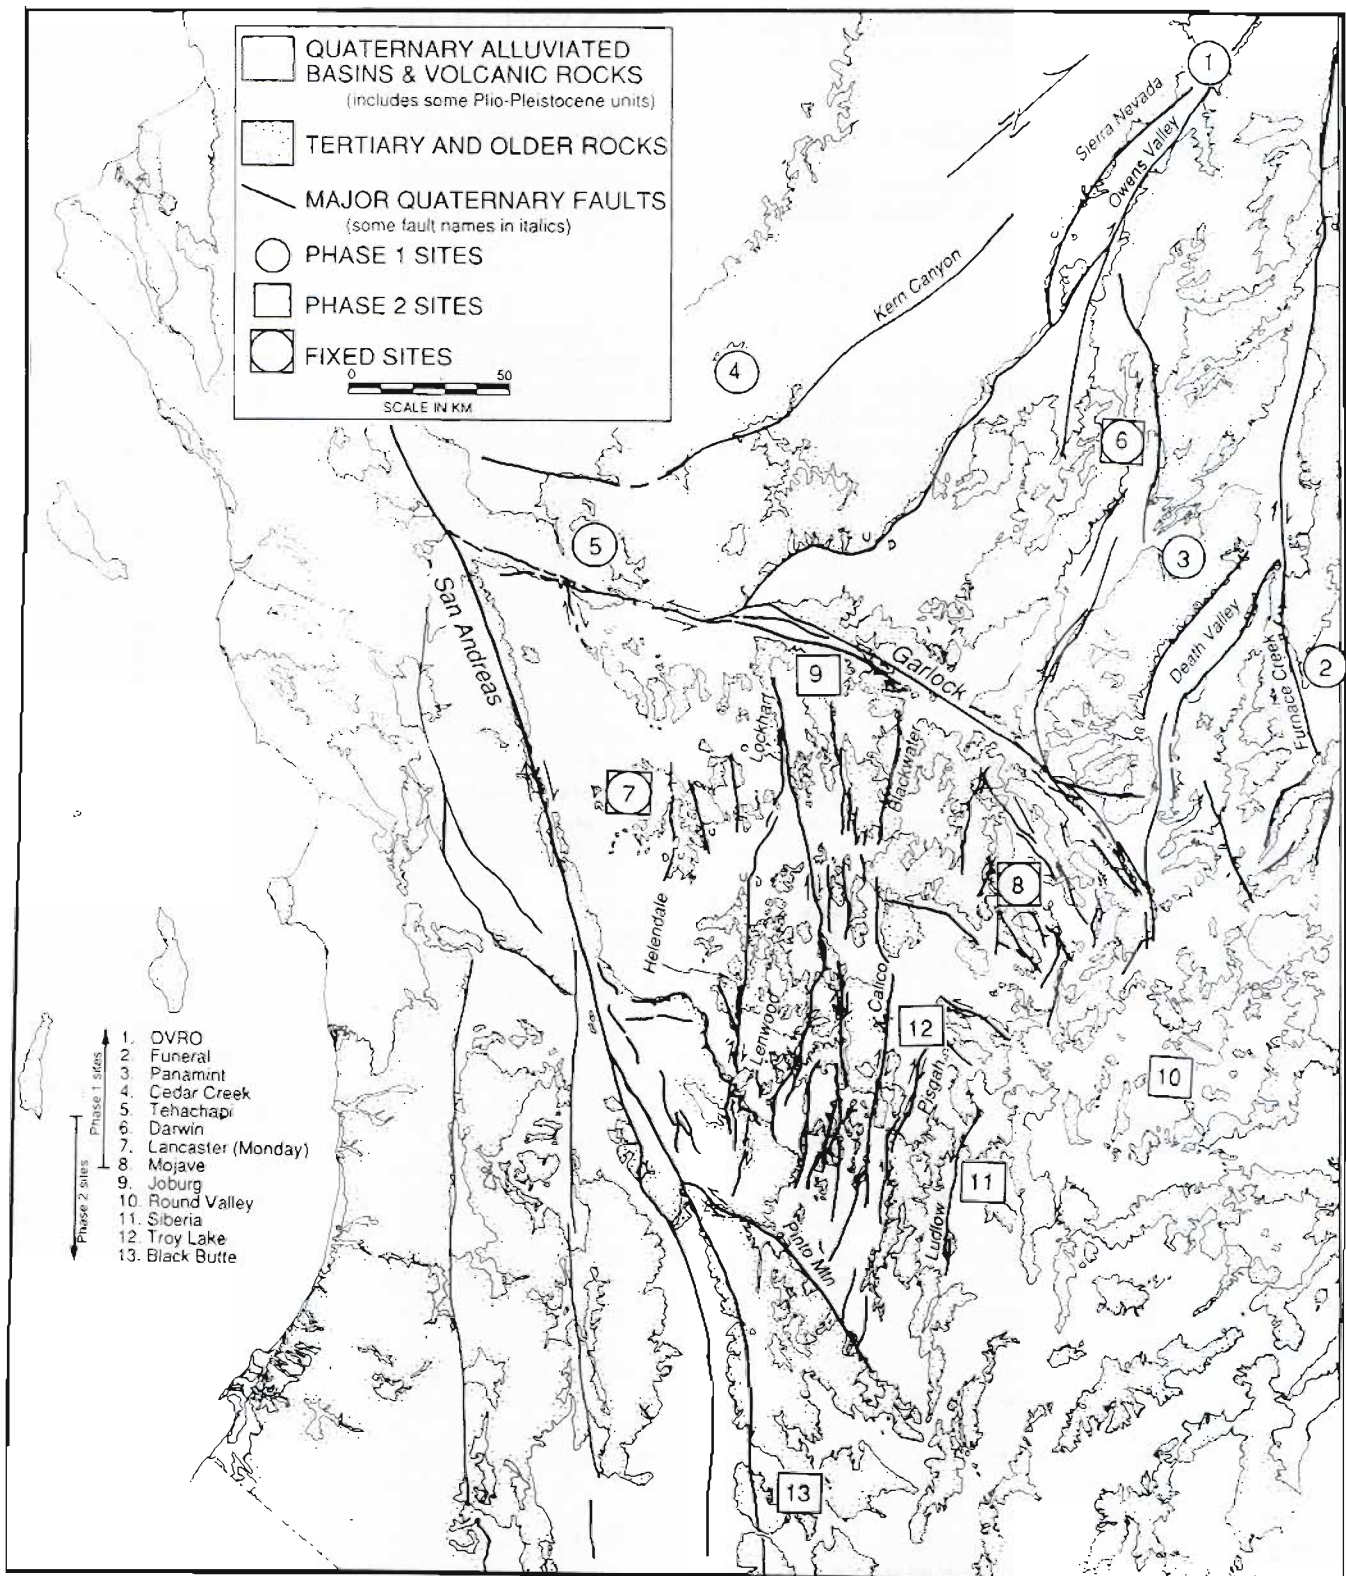 QUATERNARY ALLUVIATED
BASINS & VOLCANIC ROCKS
(includes some Plio-Pleistocene units)
TERTIARY AND OLDER ROCKS
MAJOR QUATERNARY FAULTS
(some fault names in italics)
PHASE 1 SITES
PHASE 2 SITES
FIXED SITES
0 50
SCALE IN KM
1
Sierra Nevada
Owens Valley
Kern Canyon
4
6
5
3
San Andreas
Death Valley
Furnace Creek
2
9
Garlock
Lockhart
Blackwater
7
8
Helendale
Lenwood
Calico
12
Pisgah
10
11
Ludlow
Pinto Mtn
13
Phase 1 sites
Phase 2 sites
1. OVRO
2 Funeral
3. Panamint
4. Cedar Creek
5. Tehachapi
6. Darwin
7. Lancaster (Monday)
8 Mojave
9. Joburg
10. Round Valley
11. Siberia
12. Troy Lake
13. Black Butte